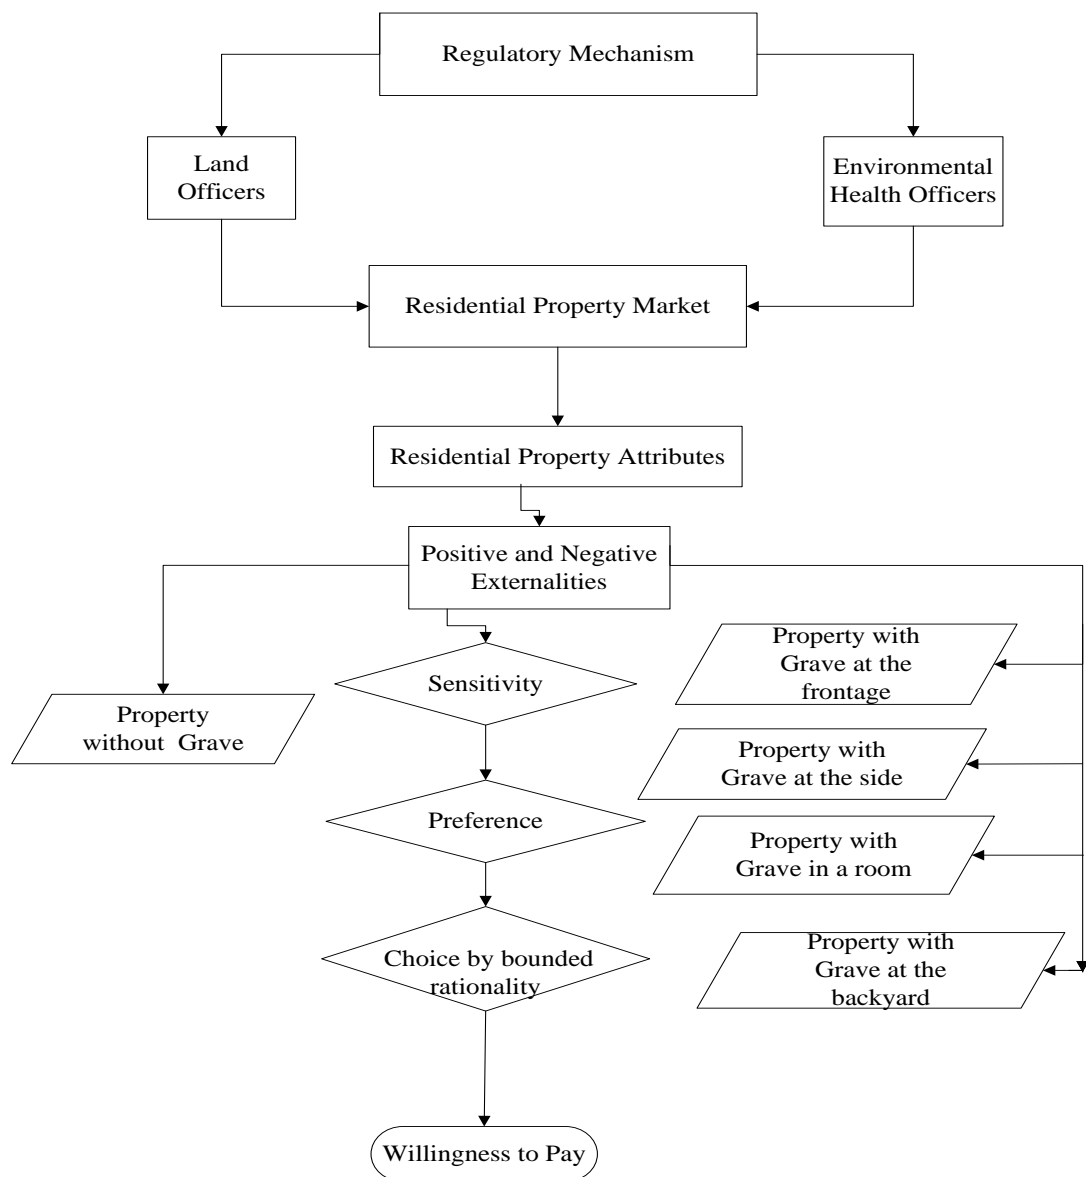 Regulatory Mechanism
Land
Officers
Environmental
Health Officers
Residential Property Market
Residential Property Attributes
Positive and Negative
Externalities
Property with
Grave at the
frontage
Sensitivity
Property
without  Grave
Property with
Grave at the side
Preference
Property with
Grave in a room
Choice by bounded
rationality
Property with
Grave at the
backyard
Willingness to Pay